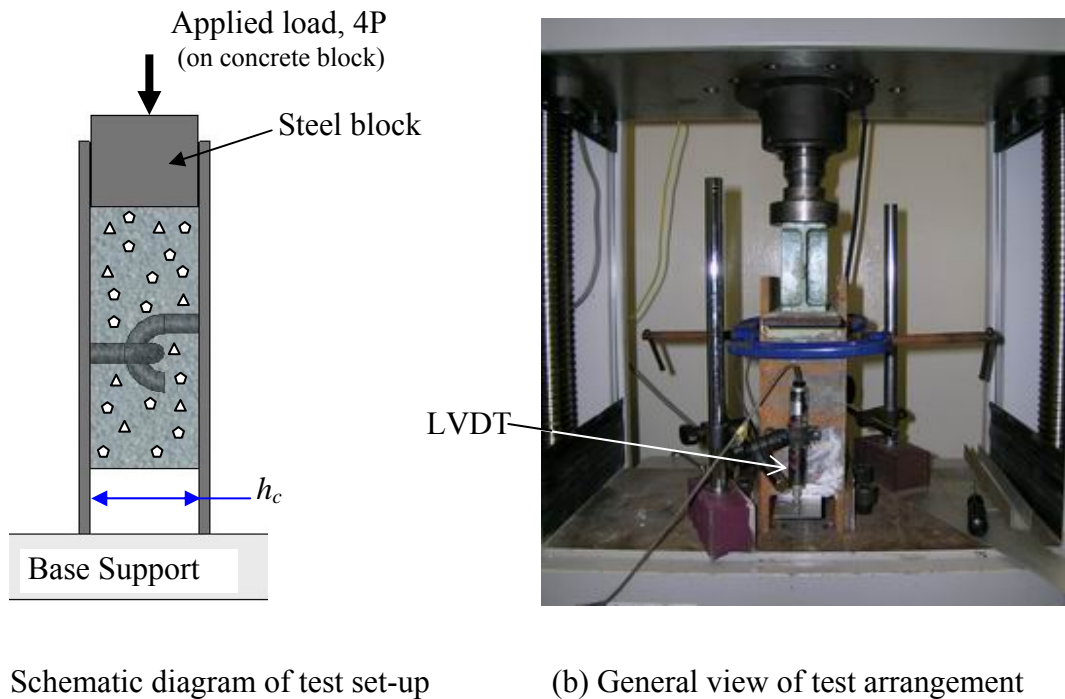 Applied load, 4P
(on concrete block)
Steel block
LVDT
h_c
Base Support
Schematic diagram of test set-up
(b) General view of test arrangement